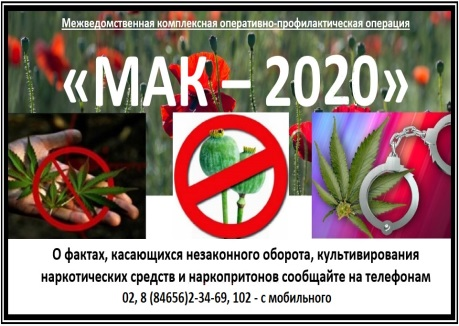 Межведомственная комплексная оперативно-профилактическая операция
«МАК – 2020»
О фактах, касающихся незаконного оборота, культивирования
наркотических средств и наркопритонов сообщайте на телефонам
02, 8 (84656)2-34-69, 102 - с мобильного